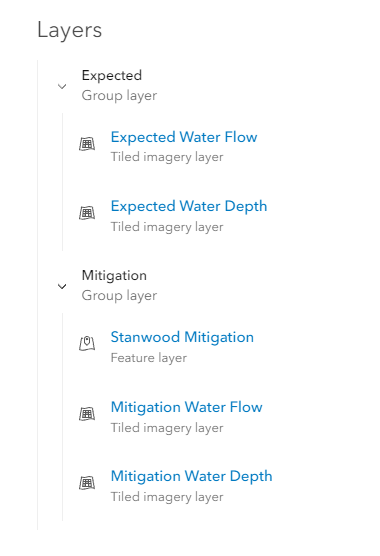 Layers
Expected
Group layer
Expected Water Flow
Tiled imagery layer
Expected Water Depth
Tiled imagery layer
Mitigation
Group layer
Stanwood Mitigation
Feature layer
Mitigation Water Flow
Tiled imagery layer
Mitigation Water Depth
Tiled imagery layer